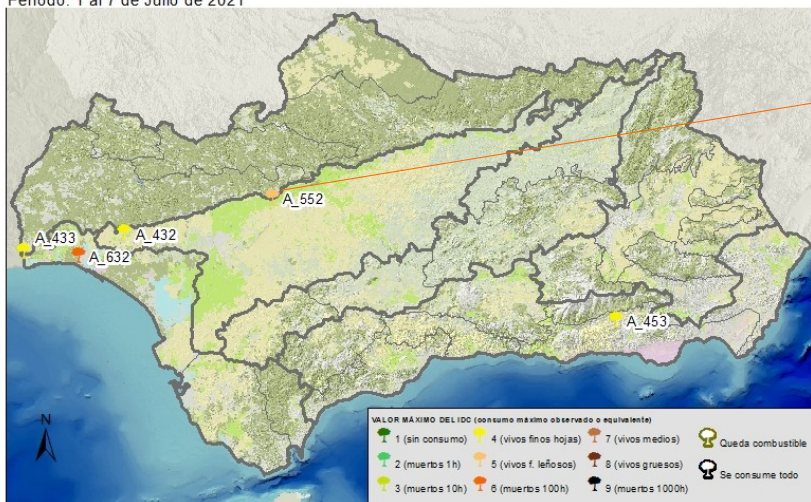 Periodo: 1 al 7 de Julio de 2021
A_552
A_433
A_432
A_632
A_453
N
VALOR MÁXIMO DEL IDC (consumo máximo observado o equivalente)
1 (sin consumo)
4 (vivos finos hojas)
7 (vivos medios)
Queda combustible
2 (muertos 1h)
5 (vivos f. leñosos)
8 (vivos gruesos)
Se consume todo
3 (muertos 10h)
6 (muertos 100h)
9 (muertos 1000h)